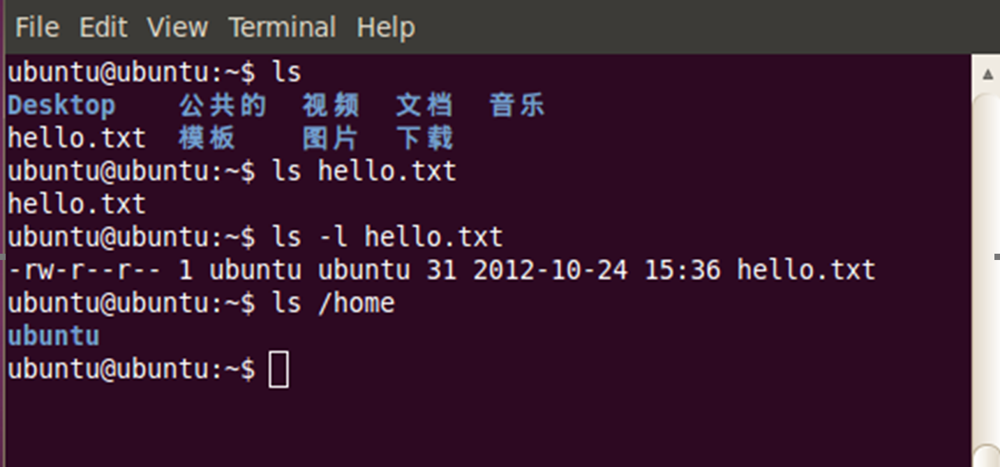 File Edit View Terminal Help
ubuntu@ubuntu:~$ ls
Desktop 公共的 视频 文档 音乐
hello.txt 模板 图片 下载
ubuntu@ubuntu:~$ ls hello.txt
hello.txt
ubuntu@ubuntu:~$ ls -l hello.txt
-rw-r--r-- 1 ubuntu ubuntu 31 2012-10-24 15:36 hello.txt
ubuntu@ubuntu:~$ ls /home
ubuntu
ubuntu@ubuntu:~$